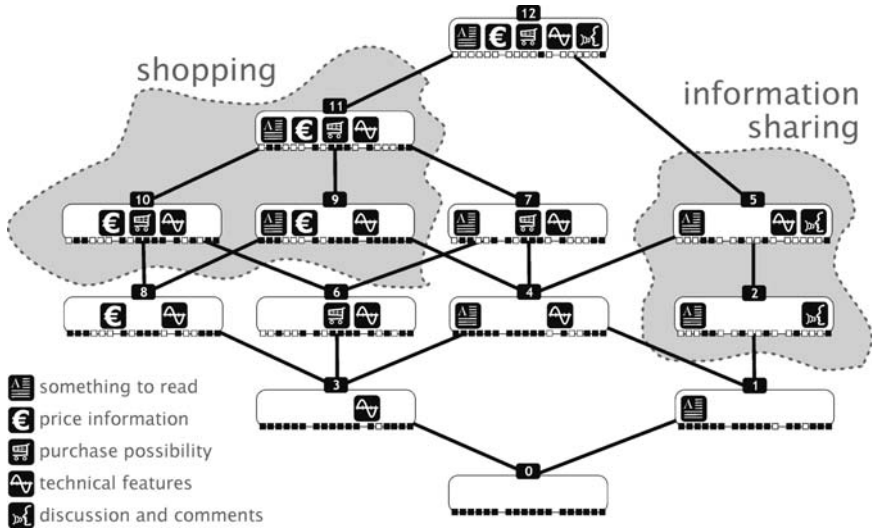 12
shopping
information
sharing
11
10
9
7
5
8
6
4
2
3
1
0
something to read
price information
purchase possibility
technical features
discussion and comments